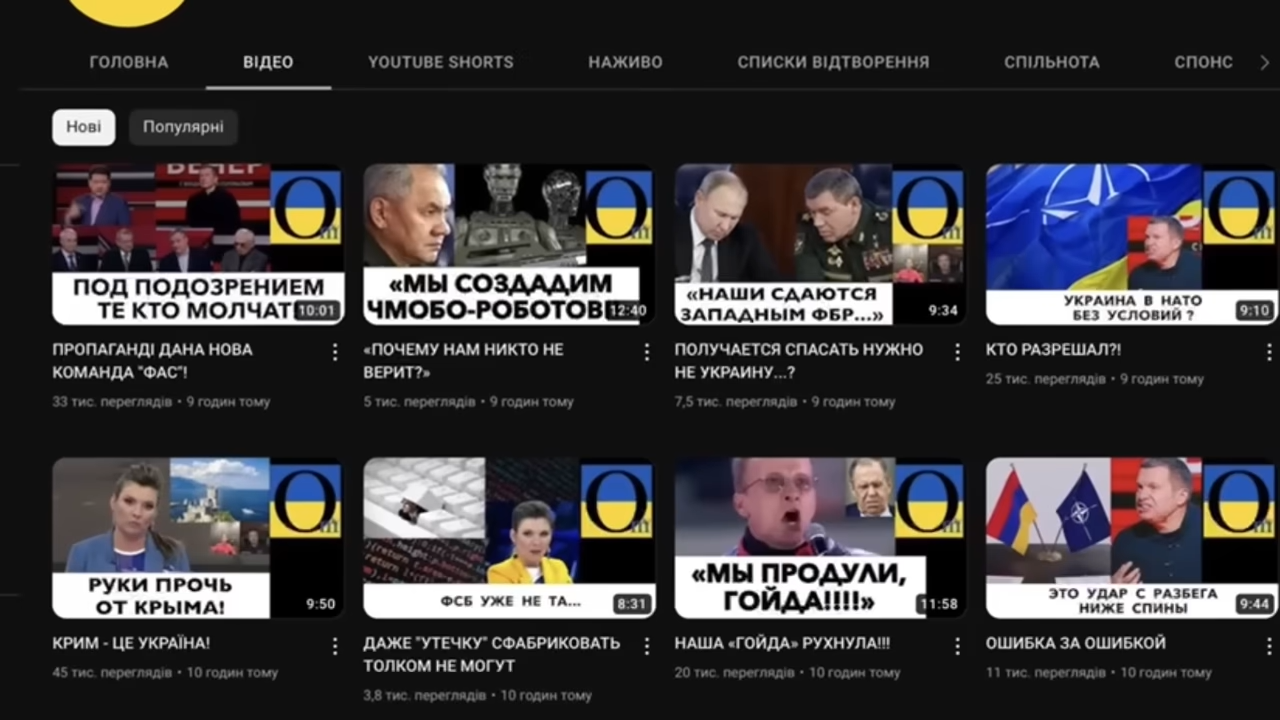 ГОЛОВНА ВІДЕО YOUTUBE SHORTS НАЖИВО СПИСКИ ВІДТВОРЕННЯ СПІЛЬНОТА СПОНС
Нові Популярні
ВЕЧЕР
О
ПОД ПОДОЗРЕНИЕМ
ТЕ КТО МОЛЧАТ
10:01
ПРОПАГАНДІ ДАНА НОВА
КОМАНДА "ФАС"!
33 тис. переглядів • 9 годин тому
О
«МЫ СОЗДАДИМ
ЧМОБО-РОБОТОВ
12:40
«ПОЧЕМУ НАМ НИКТО НЕ
ВЕРИТ?»
5 тис. переглядів • 9 годин тому
О
«НАШИ СДАЮТСЯ
ЗАПАДНЫМ ФБР...»
9:34
ПОЛУЧАЕТСЯ СПАСАТЬ НУЖНО
НЕ УКРАИНУ...?
7,5 тис. переглядів • 9 годин тому
О
УКРАИНА В НАТО
БЕЗ УСЛОВИЙ ?
9:10
КТО РАЗРЕШАЛ?!
25 тис. переглядів • 9 годин тому
О
РУКИ ПРОЧЬ
ОТ КРЫМА!
9:50
КРИМ - ЦЕ УКРАЇНА!
45 тис. переглядів • 10 годин тому
О
ФСБ УЖЕ НЕ ТА...
8:31
ДАЖЕ "УТЕЧКУ" СФАБРИКОВАТЬ
ТОЛКОМ НЕ МОГУТ
3,8 тис. переглядів • 10 годин тому
О
«МЫ ПРОДУЛИ,
ГОЙДА!!!!»
11:58
НАША «ГОЙДА» РУХНУЛА!!!
20 тис. переглядів • 10 годин тому
О
ЭТО УДАР С РАЗБЕГА
НИЖЕ СПИНЫ
9:44
ОШИБКА ЗА ОШИБКОЙ
11 тис. переглядів • 10 годин тому